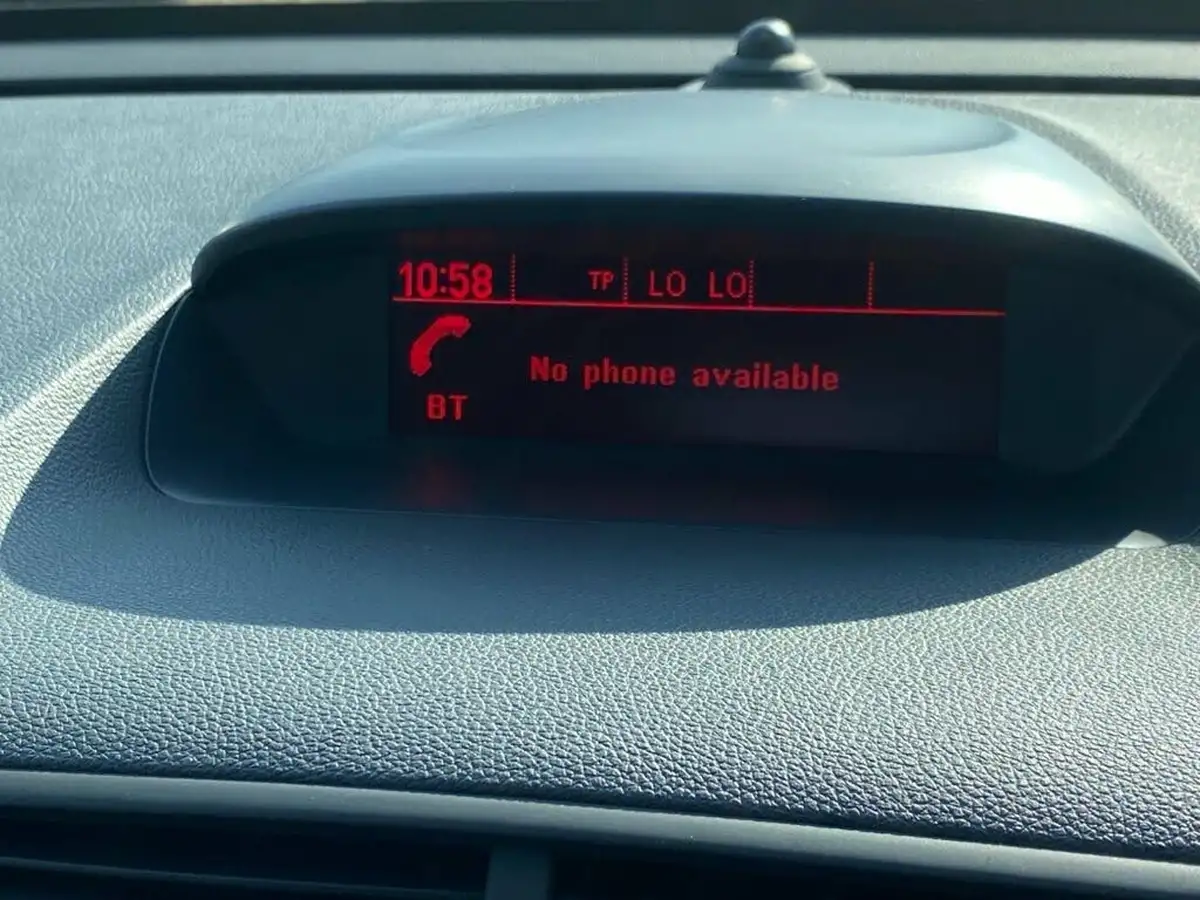 10:58 TP LO LO
No phone available
BT